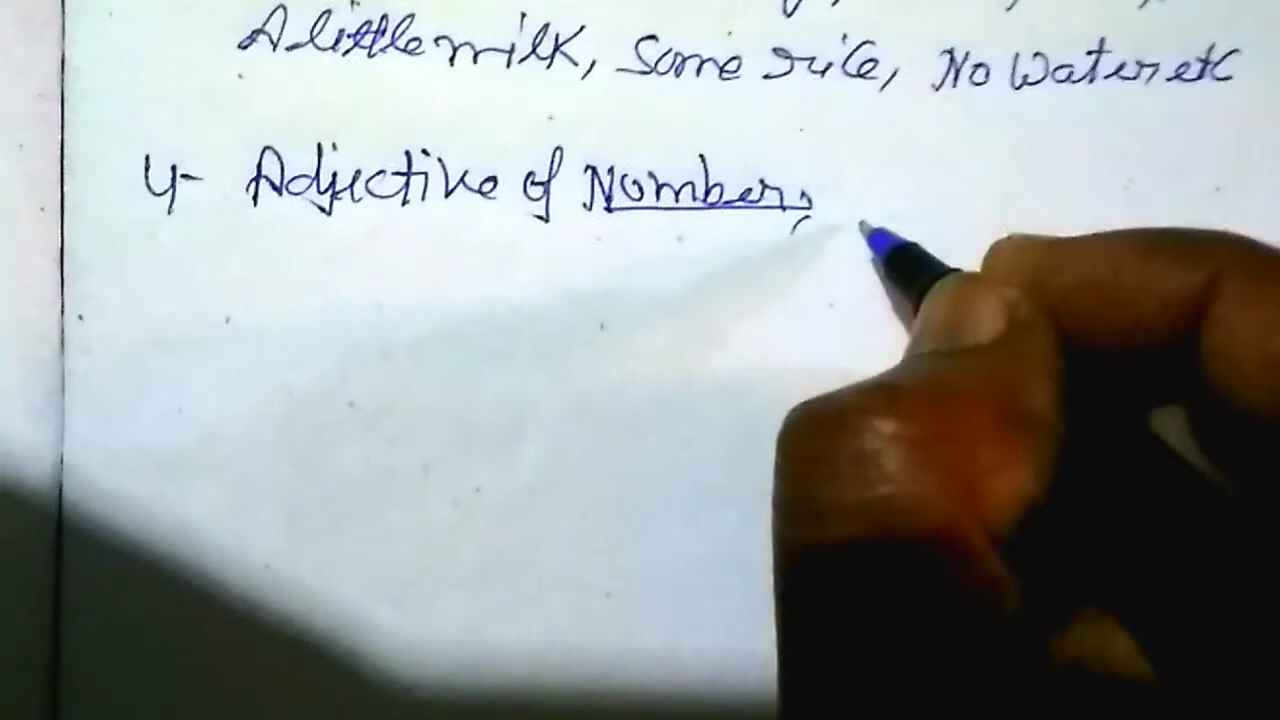 A little milk, Some rice, No water etc
4- Adjective of Number,